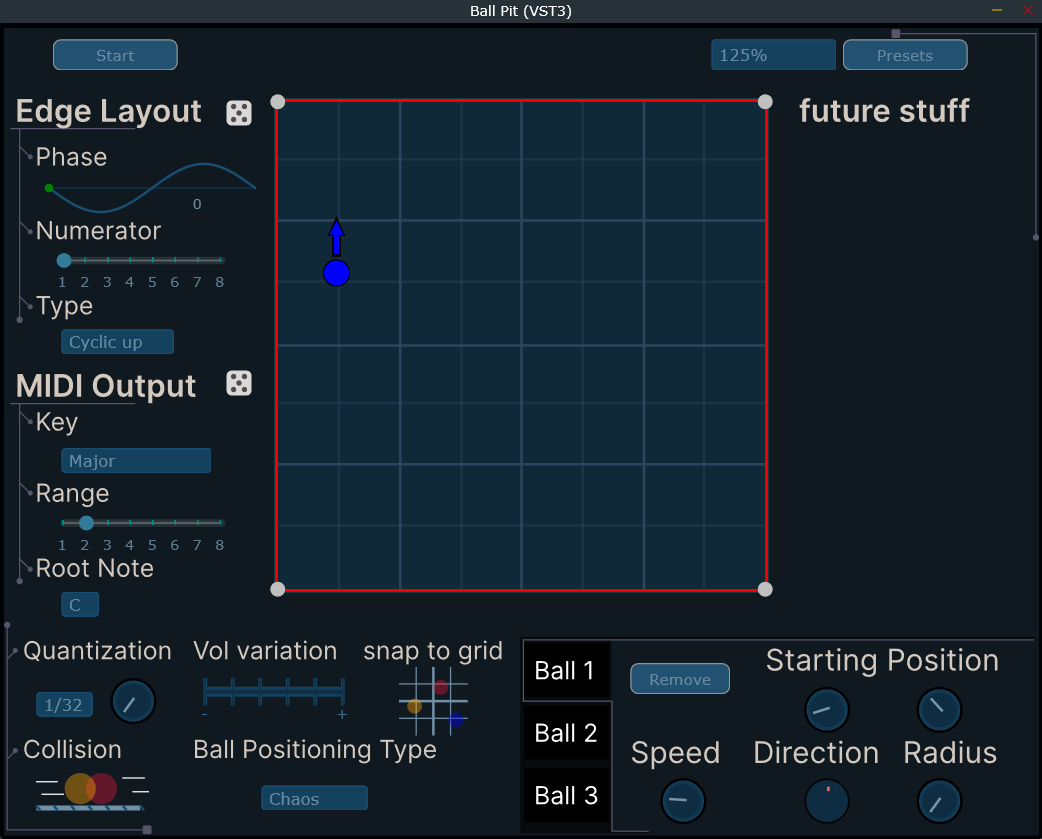 Ball Pit (VST3)
Start
125%
Presets
Edge Layout
future stuff
Phase
0
Numerator
1 2 3 4 5 6 7 8
Type
Cyclic up
MIDI Output
Key
Major
Range
1 2 3 4 5 6 7 8
Root Note
C
Quantization
Vol variation
snap to grid
1/32
- +
Collision
Ball Positioning Type
Chaos
Ball 1
Ball 2
Ball 3
Remove
Starting Position
Speed
Direction
Radius